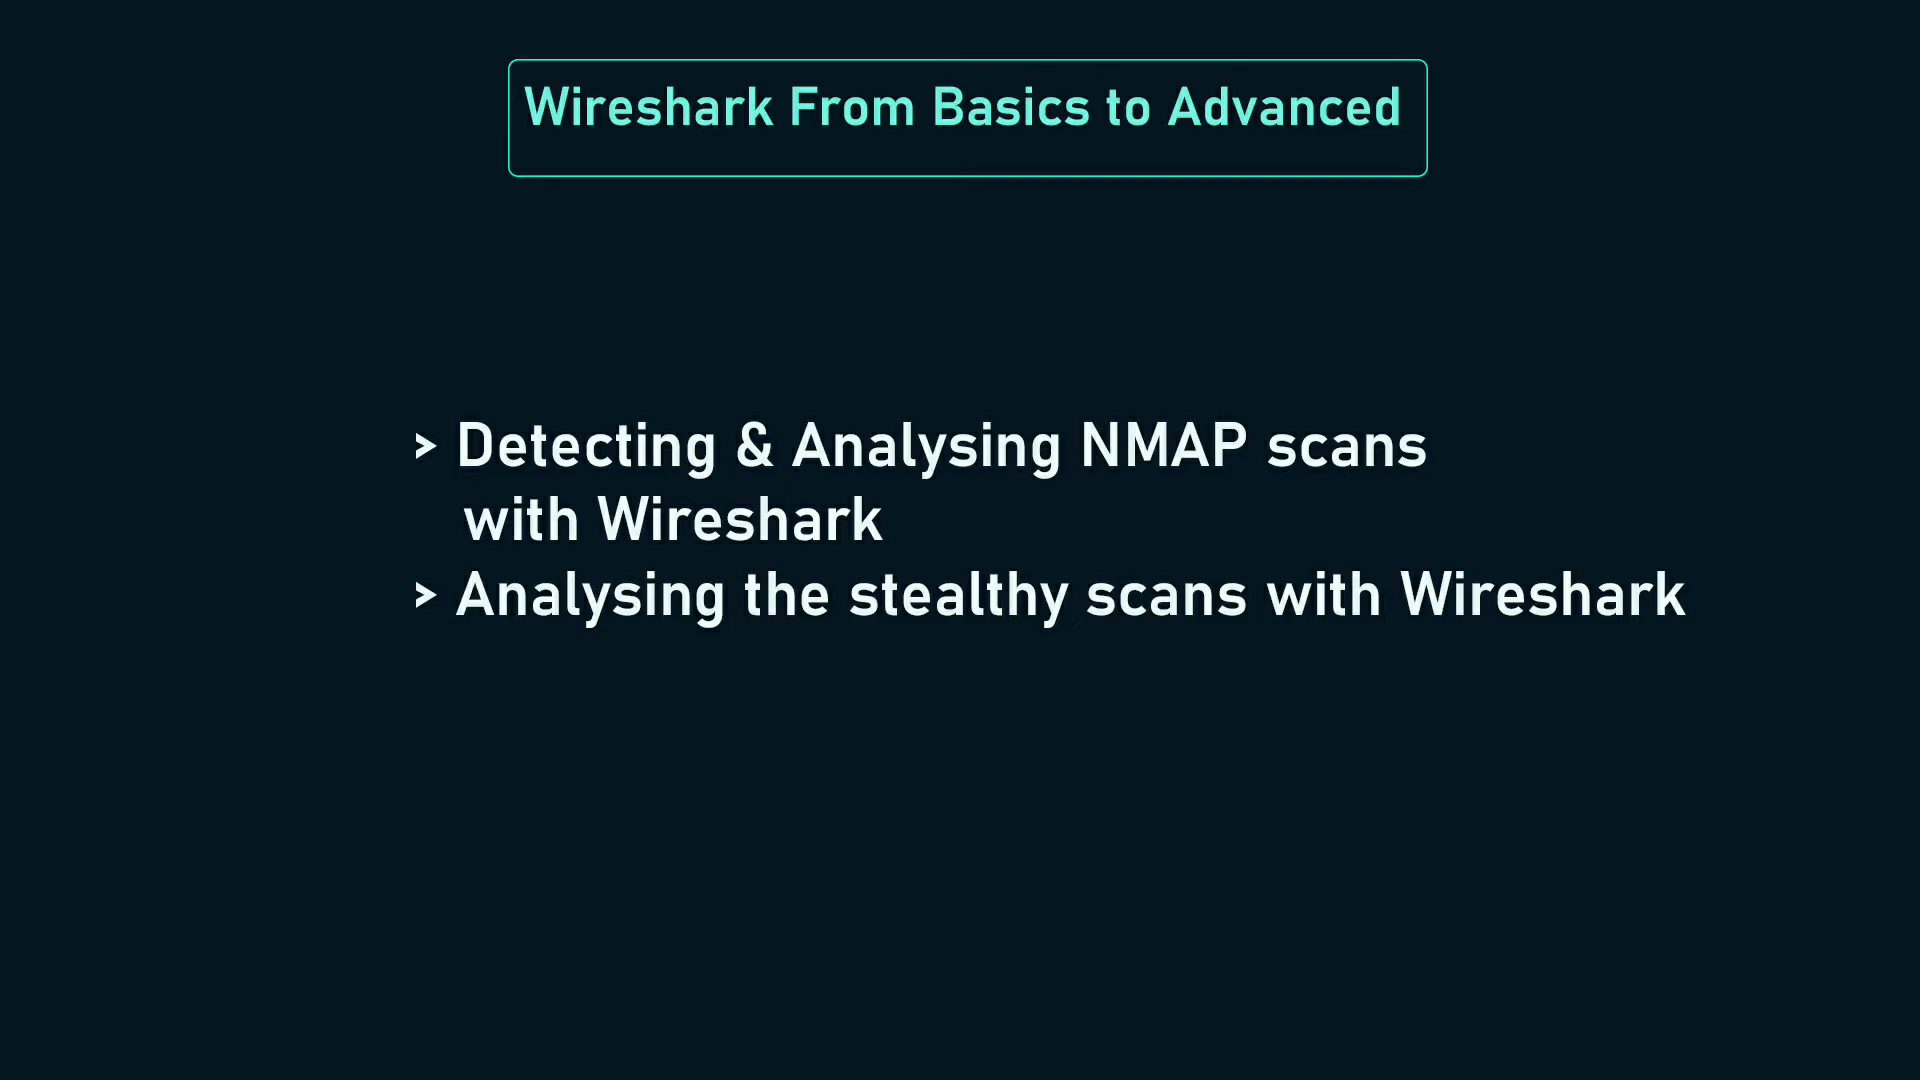 Wireshark From Basics to Advanced
> Detecting & Analysing NMAP scans
with Wireshark
> Analysing the stealthy scans with Wireshark